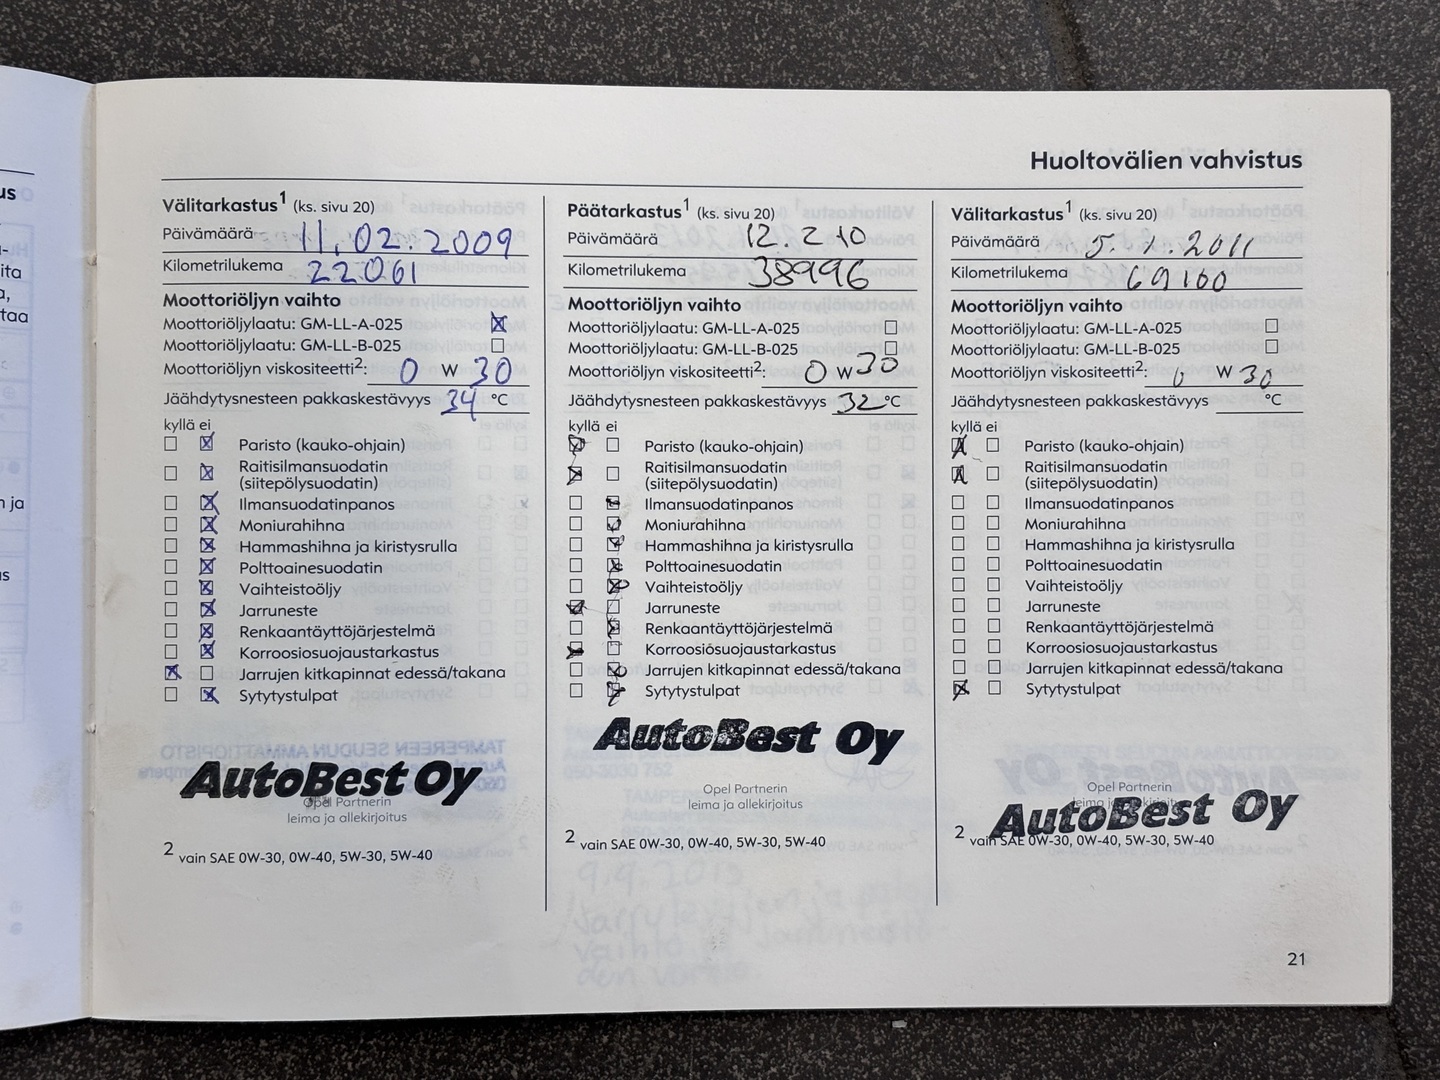 us
ita
a,
taa
n ja
us
Huoltovälien vahvistus
Välitarkastus¹ (ks. sivu 20)
Päivämäärä 11.02.2009
Kilometrilukema 22061
Moottoriöljyn vaihto
Moottoriöljylaatu: GM-LL-A-025
Moottoriöljylaatu: GM-LL-B-025
Moottoriöljyn viskositeetti²: 0 W 30
Jäähdytysnesteen pakkaskestävyys 34 °C
kyllä ei
Paristo (kauko-ohjain)
Raitisilmansuodatin
(siitepölysuodatin)
Ilmansuodatinpanos
Moniurahihna
Hammashihna ja kiristysrulla
Polttoainesuodatin
Vaihteistoöljy
Jarruneste
Renkaantäyttöjärjestelmä
Korroosiosuojaustarkastus
Jarrujen kitkapinnat edessä/takana
Sytytystulpat
AutoBest Oy
Opel Partnerin
leima ja allekirjoitus
² vain SAE 0W-30, 0W-40, 5W-30, 5W-40
Päätarkastus¹ (ks. sivu 20)
Päivämäärä 12.2 10
Kilometrilukema 38996
Moottoriöljyn vaihto
Moottoriöljylaatu: GM-LL-A-025
Moottoriöljylaatu: GM-LL-B-025
Moottoriöljyn viskositeetti²: 0 W 30
Jäähdytysnesteen pakkaskestävyys 32 °C
kyllä ei
Paristo (kauko-ohjain)
Raitisilmansuodatin
(siitepölysuodatin)
Ilmansuodatinpanos
Moniurahihna
Hammashihna ja kiristysrulla
Polttoainesuodatin
Vaihteistoöljy
Jarruneste
Renkaantäyttöjärjestelmä
Korroosiosuojaustarkastus
Jarrujen kitkapinnat edessä/takana
Sytytystulpat
AutoBest Oy
Opel Partnerin
leima ja allekirjoitus
² vain SAE 0W-30, 0W-40, 5W-30, 5W-40
Välitarkastus¹ (ks. sivu 20)
Päivämäärä 5. 2011
Kilometrilukema 69100
Moottoriöljyn vaihto
Moottoriöljylaatu: GM-LL-A-025
Moottoriöljylaatu: GM-LL-B-025
Moottoriöljyn viskositeetti²: 0 W 30
Jäähdytysnesteen pakkaskestävyys °C
kyllä ei
Paristo (kauko-ohjain)
Raitisilmansuodatin
(siitepölysuodatin)
Ilmansuodatinpanos
Moniurahihna
Hammashihna ja kiristysrulla
Polttoainesuodatin
Vaihteistoöljy
Jarruneste
Renkaantäyttöjärjestelmä
Korroosiosuojaustarkastus
Jarrujen kitkapinnat edessä/takana
Sytytystulpat
Opel Partnerin
leima ja allekirjoitus
AutoBest Oy
² vain SAE 0W-30, 0W-40, 5W-30, 5W-40
21